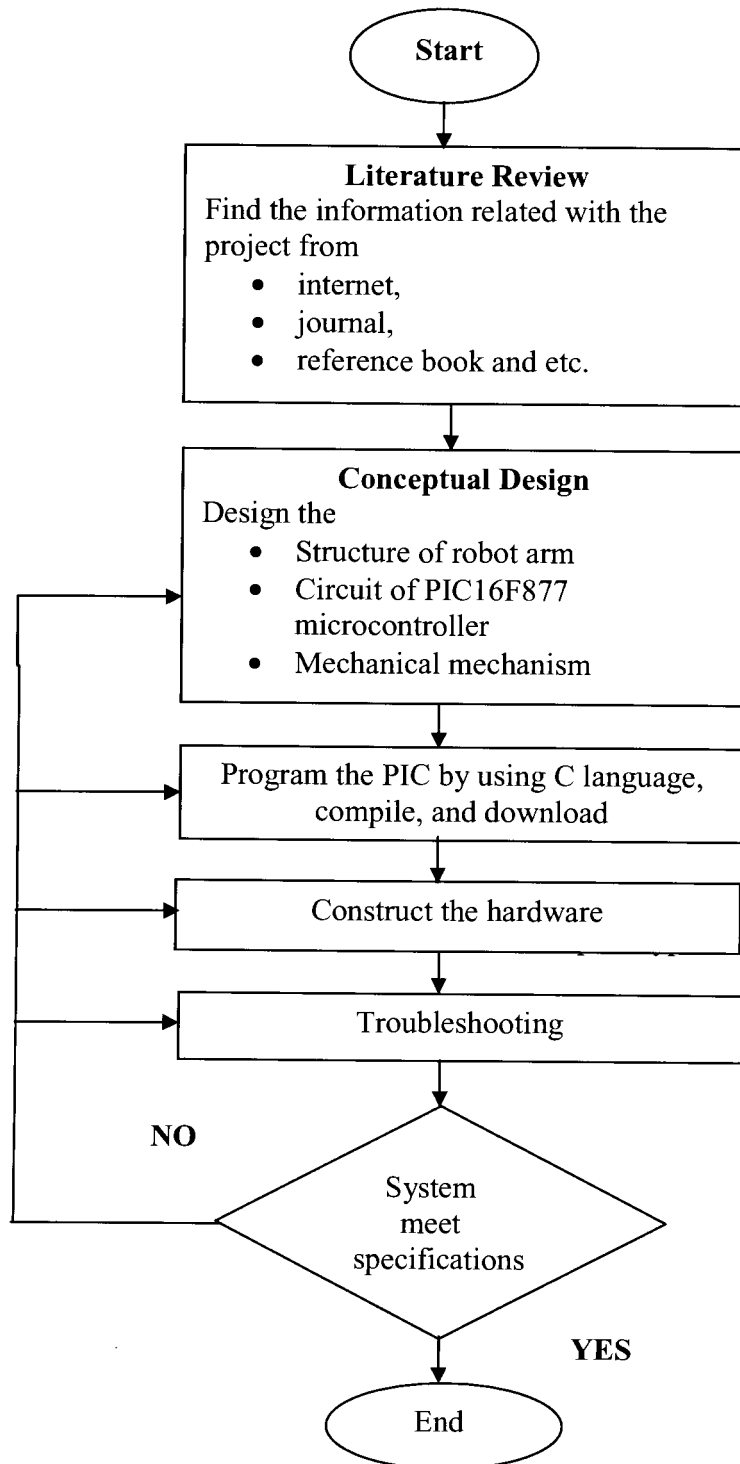 Start
Literature Review
Find the information related with the
project from
• internet,
• journal,
• reference book and etc.
Conceptual Design
Design the
• Structure of robot arm
• Circuit of PIC16F877
microcontroller
• Mechanical mechanism
Program the PIC by using C language,
compile, and download
Construct the hardware
Troubleshooting
NO
System
meet
specifications
YES
End